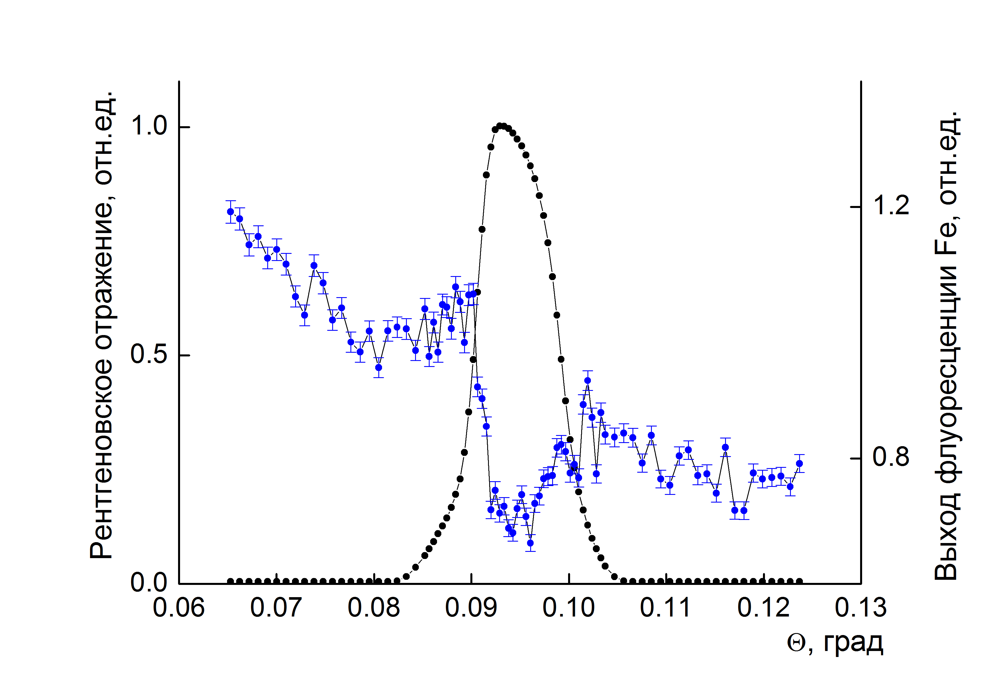 Рентгеновское отражение, отн.ед.
1.0
0.5
0.0
0.06 0.07 0.08 0.09 0.10 0.11 0.12 0.13
Θ, град
1.2
0.8
Выход флуоресценции Fe, отн.ед.